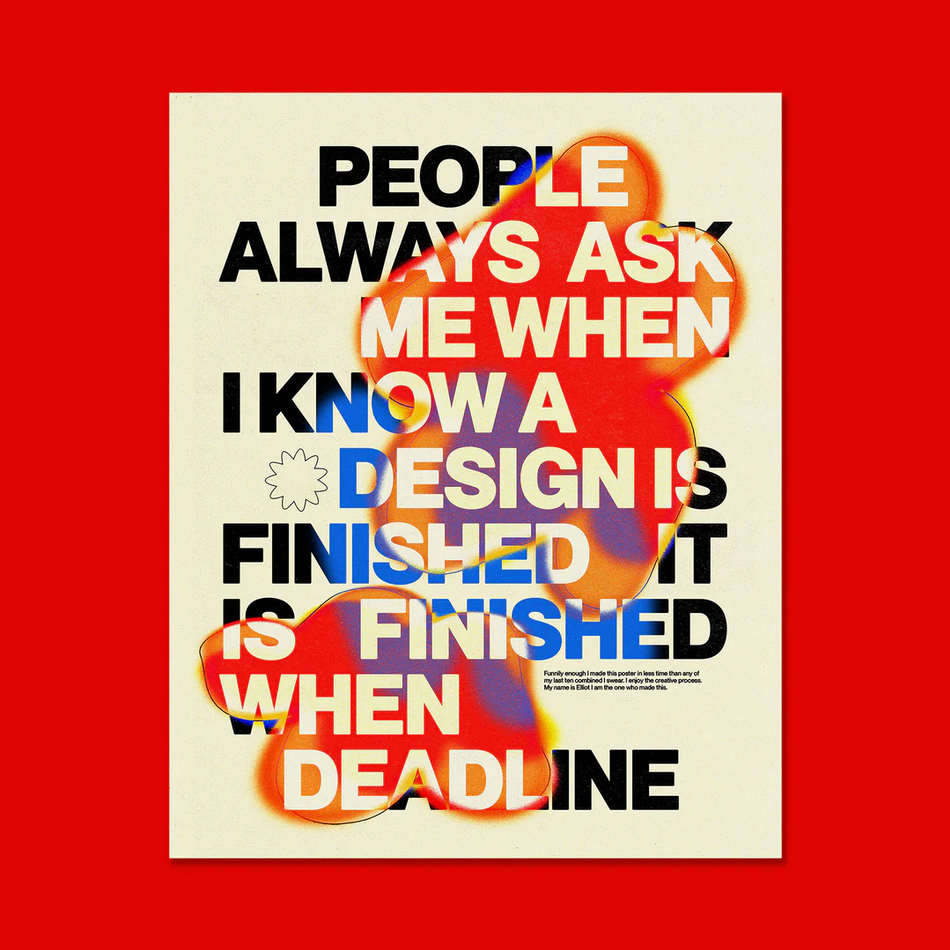 PEOPLE
ALWAYS ASK
ME WHEN
I KNOW A
DESIGN IS
FINISHED IT
IS FINISHED
Funnily enough I made this poster in less time than any of
my last ten combined I swear. I enjoy the creative process.
My name is Elliot I am the one who made this.
WHEN
DEADLINE